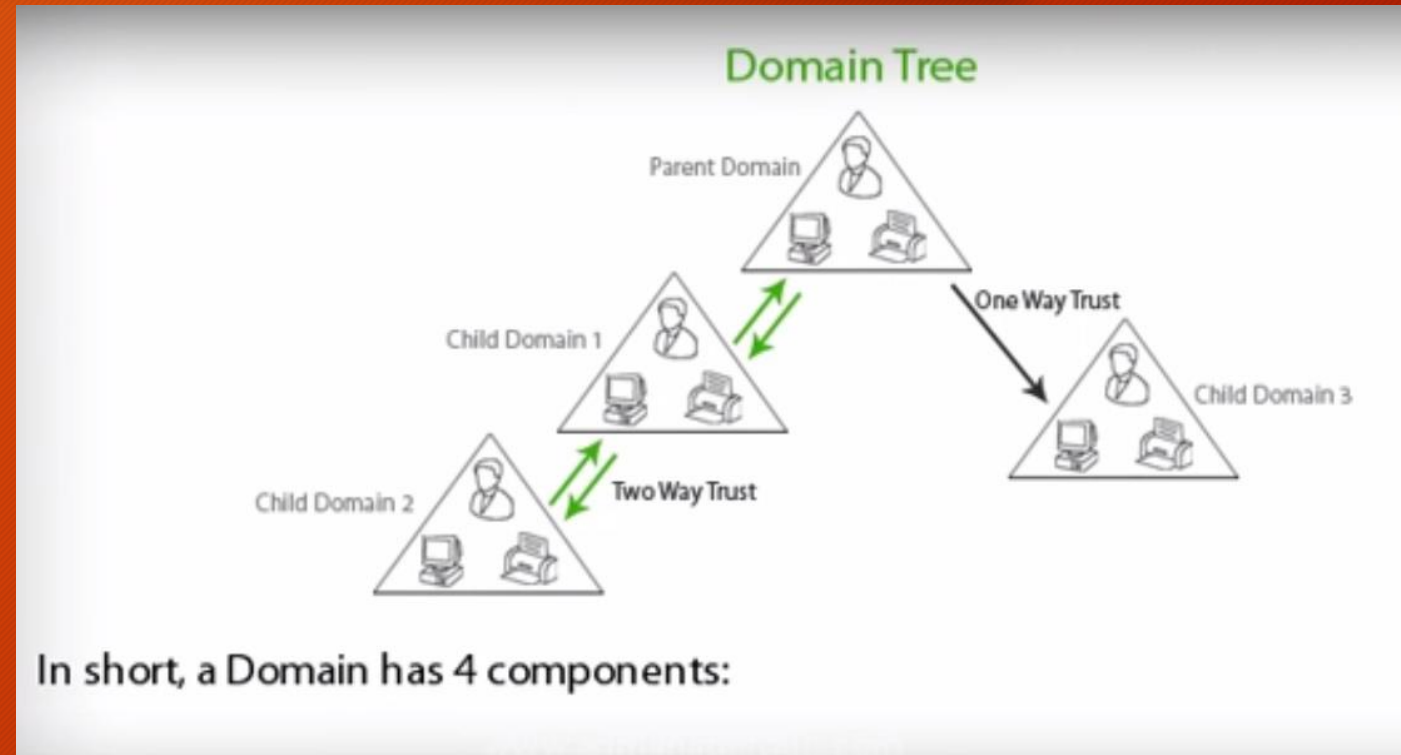 Domain Tree
Parent Domain
One Way Trust
Child Domain 1
Child Domain 3
Two Way Trust
Child Domain 2
In short, a Domain has 4 components: